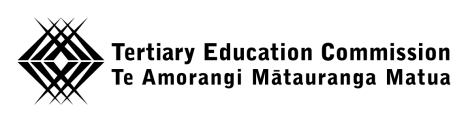 Tertiary Education Commission
Te Amorangi Mātauranga Matua